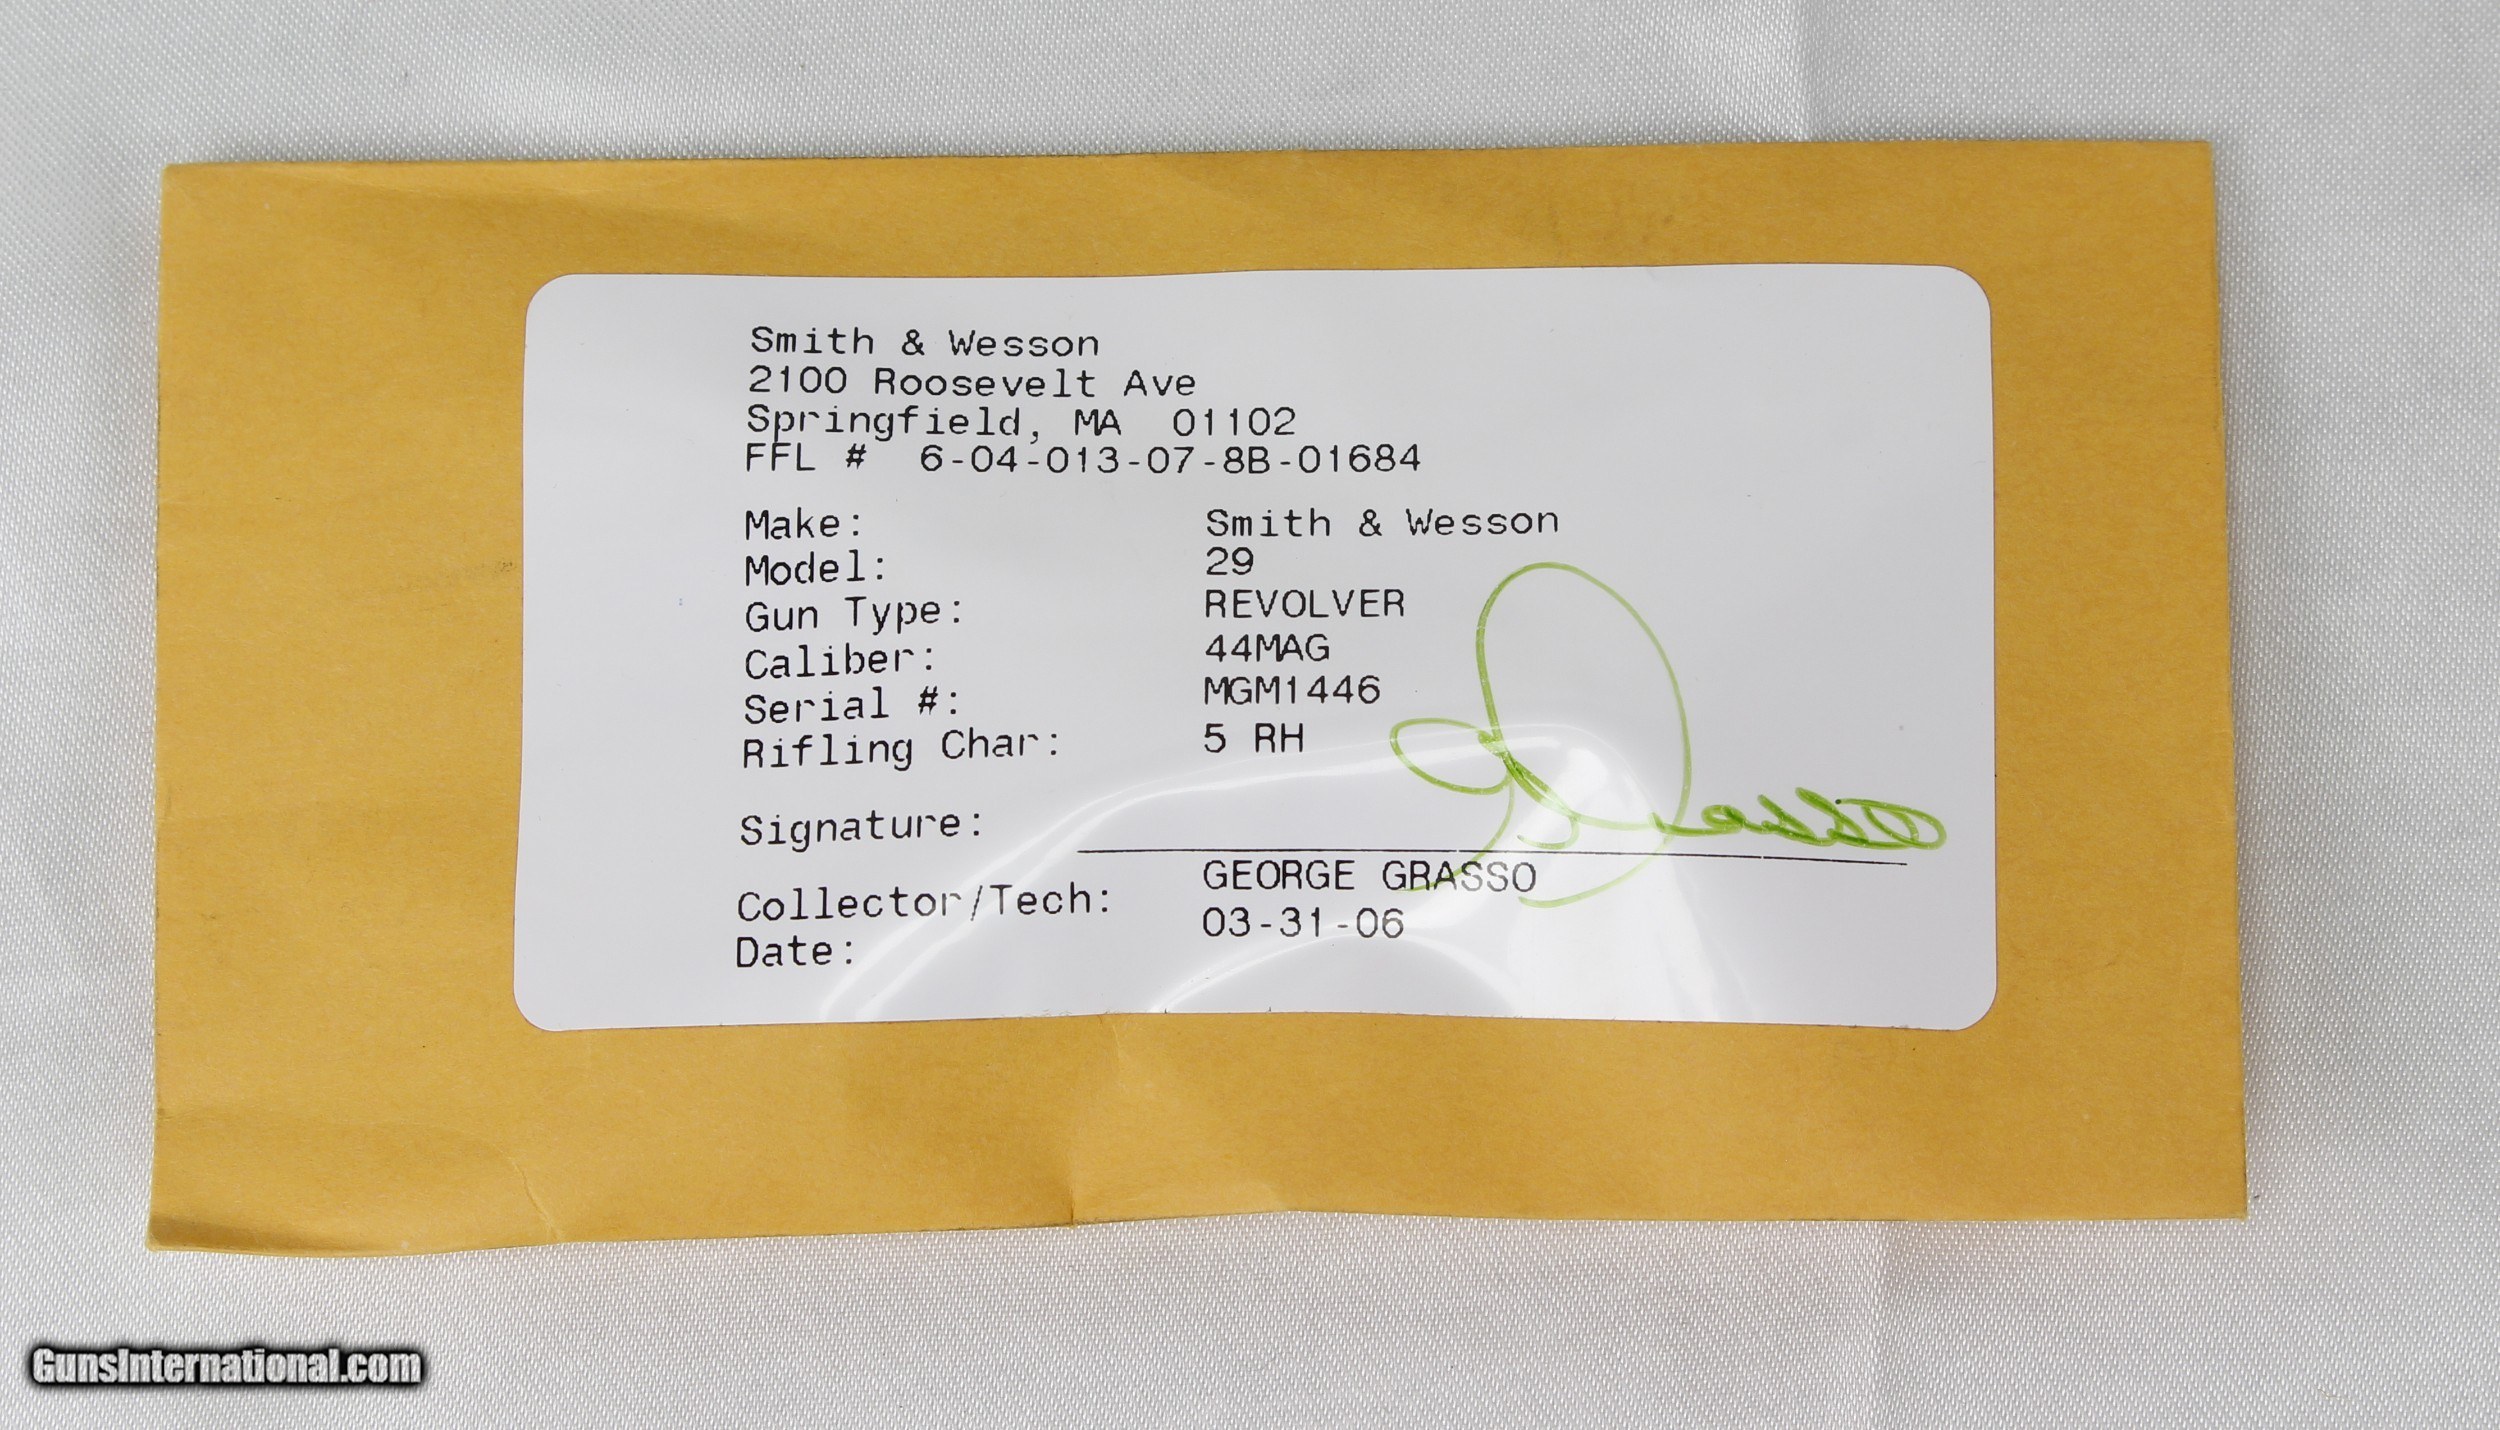 Smith & Wesson
2100 Roosevelt Ave
Springfield, MA 01102
FFL # 6-04-013-07-8B-01684
Make: Smith & Wesson
Model: 29
Gun Type: REVOLVER
Caliber: 44MAG
Serial #: MGM1446
Rifling Char: 5 RH
Signature:
Collector/Tech: GEORGE GRASSO
Date: 03-31-06
GunsInternational.com